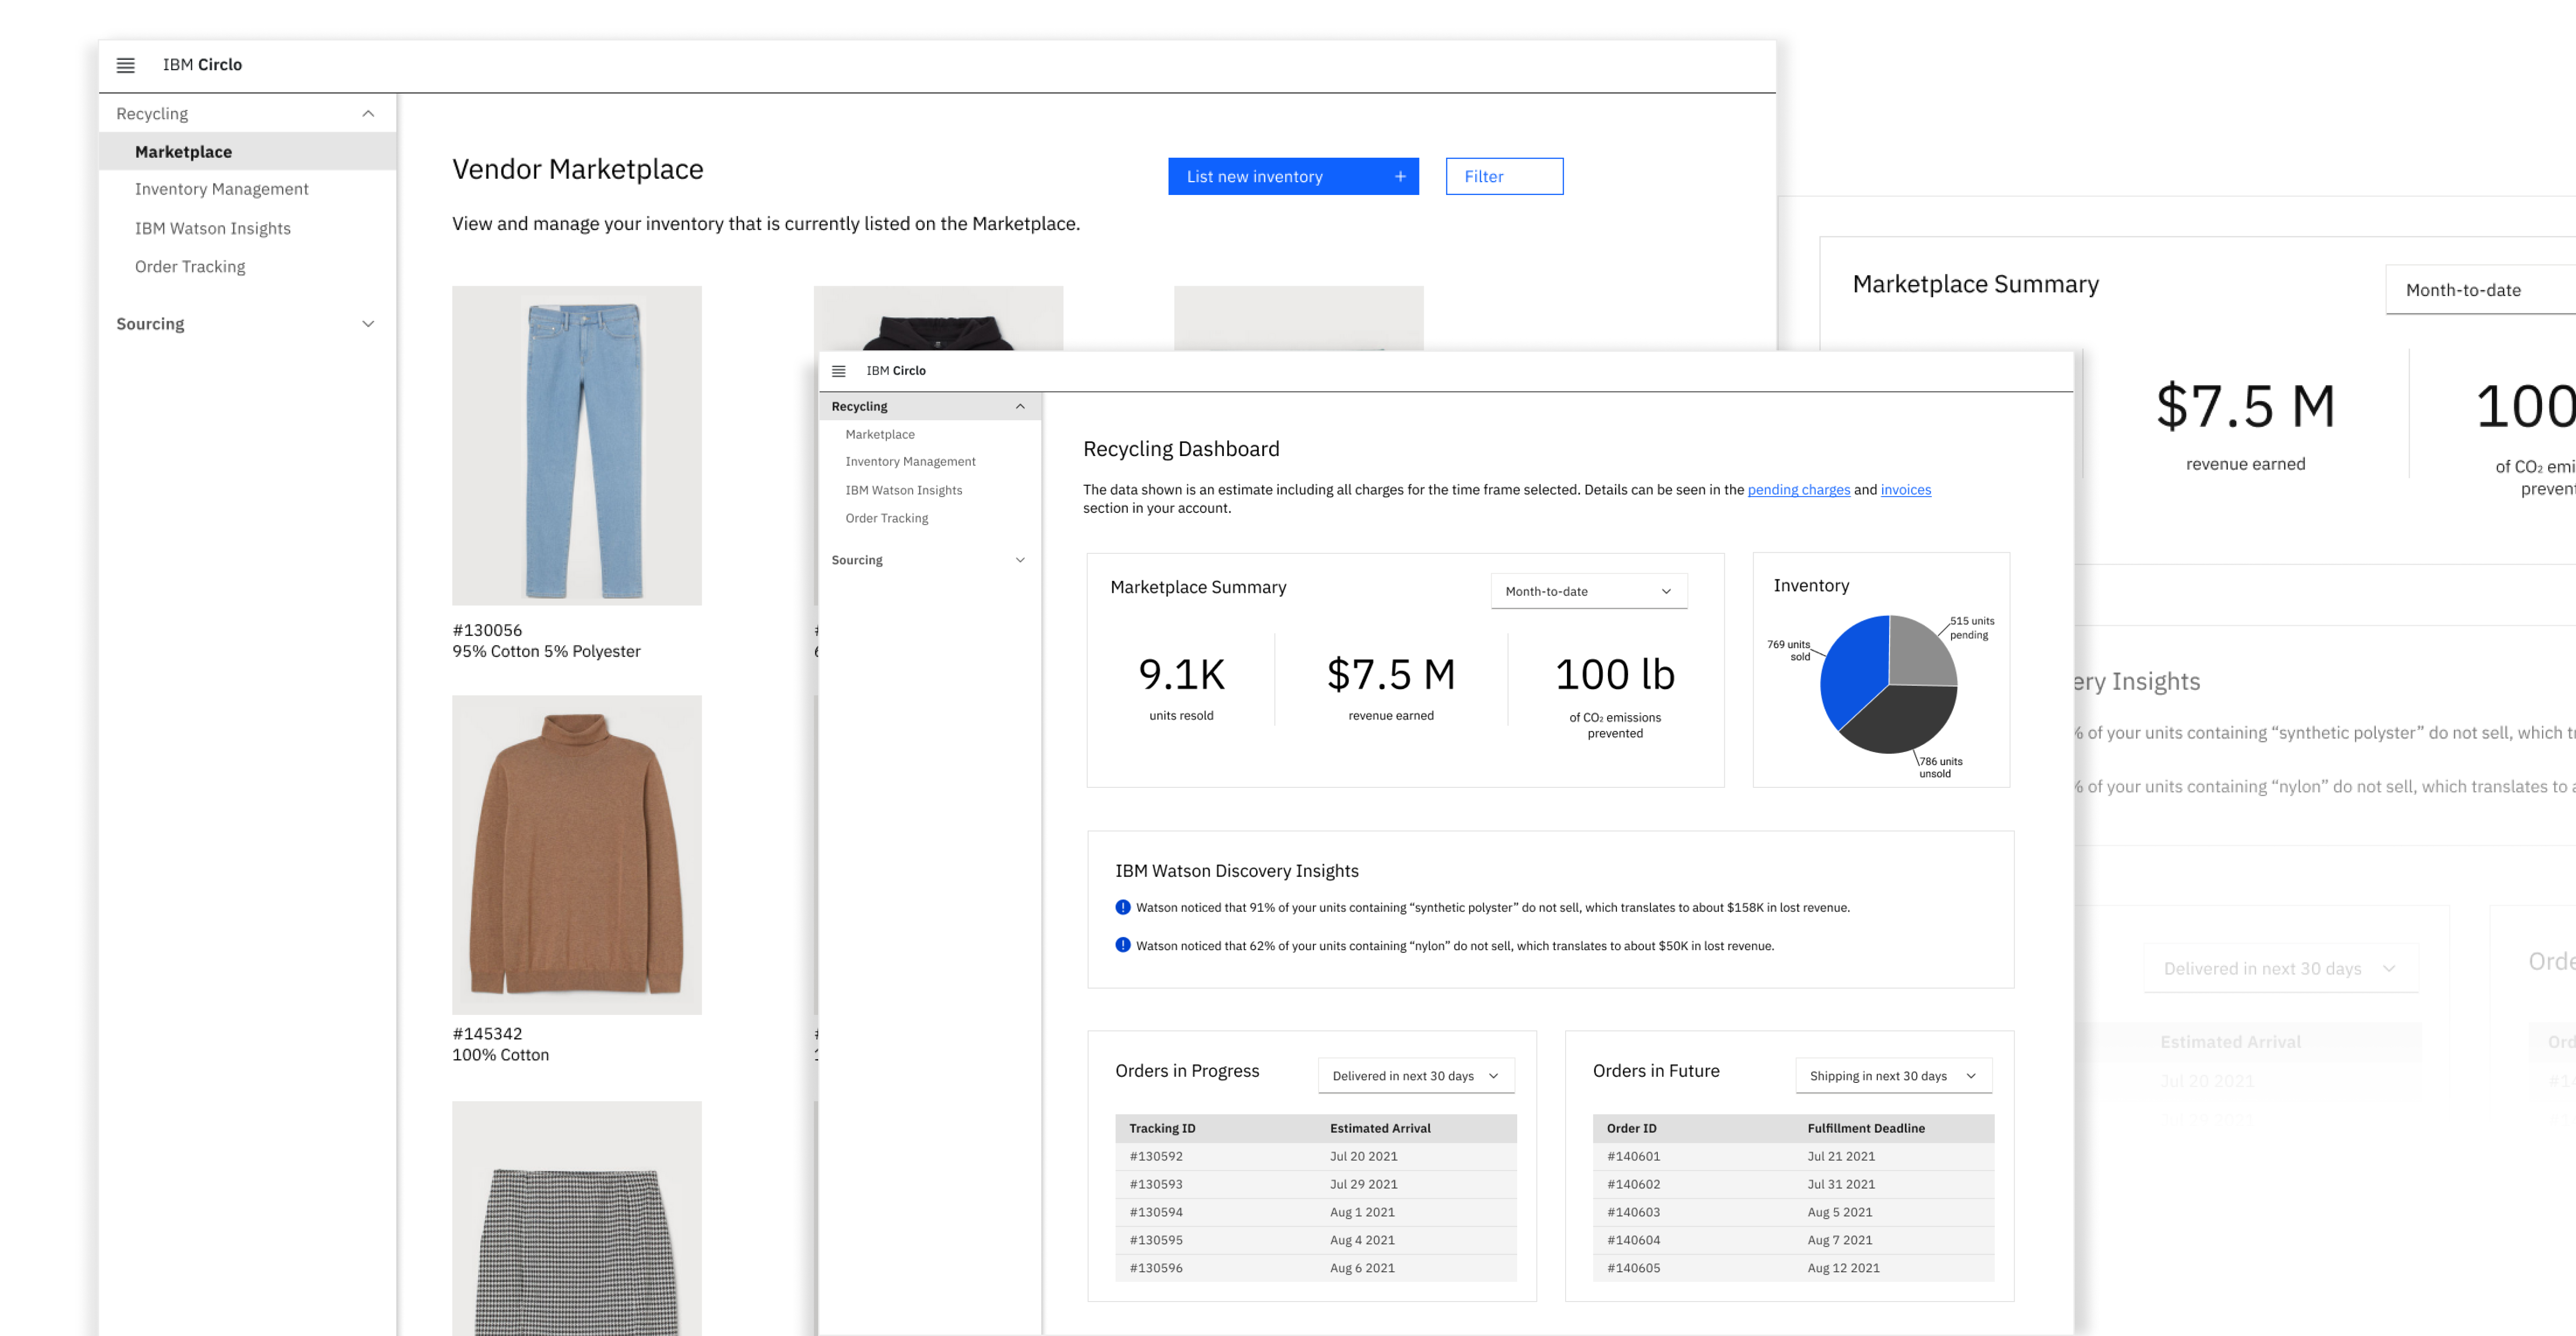 IBM Circlo
Recycling
Marketplace
Inventory Management
IBM Watson Insights
Order Tracking
Sourcing
Vendor Marketplace
List new inventory +
Filter
View and manage your inventory that is currently listed on the Marketplace.
#130056
95% Cotton 5% Polyester
#145342
100% Cotton
IBM Circlo
Recycling
Marketplace
Inventory Management
IBM Watson Insights
Order Tracking
Sourcing
Recycling Dashboard
The data shown is an estimate including all charges for the time frame selected. Details can be seen in the pending charges and invoices
section in your account.
Marketplace Summary
Month-to-date
9.1K
units resold
$7.5 M
revenue earned
100 lb
of CO₂ emissions
prevented
Inventory
515 units
pending
769 units
sold
786 units
unsold
IBM Watson Discovery Insights
Watson noticed that 91% of your units containing “synthetic polyster” do not sell, which translates to about $158K in lost revenue.
Watson noticed that 62% of your units containing “nylon” do not sell, which translates to about $50K in lost revenue.
Orders in Progress
Delivered in next 30 days
Tracking ID Estimated Arrival
#130592 Jul 20 2021
#130593 Jul 29 2021
#130594 Aug 1 2021
#130595 Aug 4 2021
#130596 Aug 6 2021
Orders in Future
Shipping in next 30 days
Order ID Fulfillment Deadline
#140601 Jul 21 2021
#140602 Jul 31 2021
#140603 Aug 5 2021
#140604 Aug 7 2021
#140605 Aug 12 2021
Marketplace Summary
Month-to-date
$7.5 M
revenue earned
100
of CO₂
Insights
% of your units containing “synthetic polyster” do not sell, which
% of your units containing “nylon” do not sell, which translates to
Delivered in next 30 days
Estimated Arrival
Jul 20 2021
Jul 29 2021